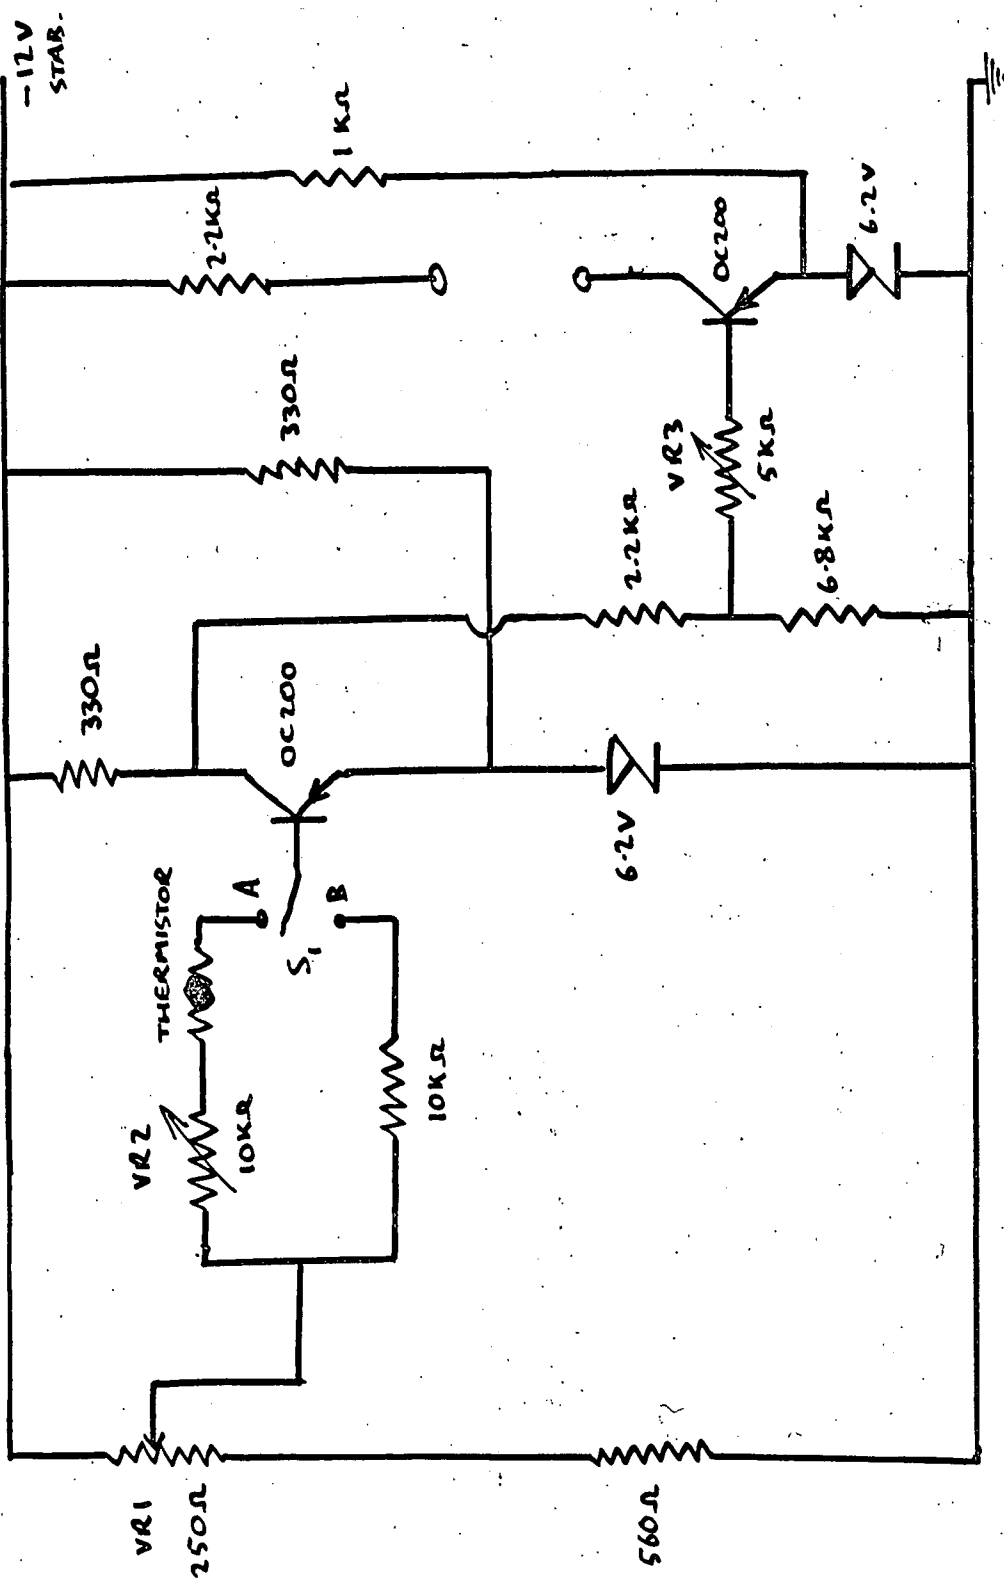 -12V
STAB.
1KΩ
2.2KΩ
330Ω
330Ω
OC200
OC200
6.2V
VR3
5KΩ
2.2KΩ
6.8KΩ
6.2V
THERMISTOR
A
B
S1
VR2
10KΩ
10KΩ
VR1
250Ω
560Ω